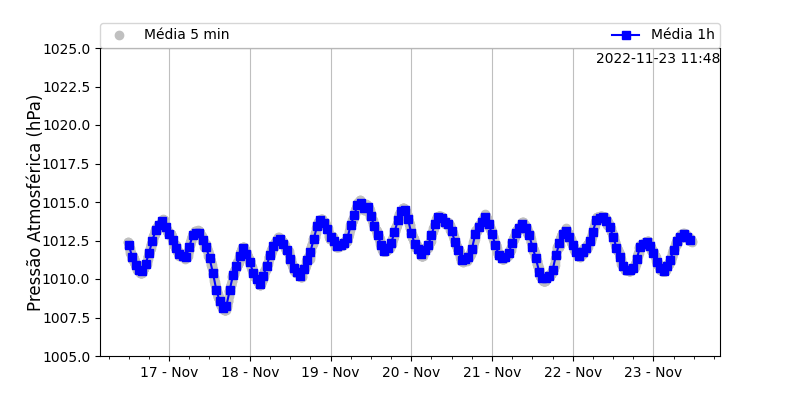 Média 5 min
Média 1h
2022-11-23 11:48
Pressão Atmosférica (hPa)
1025.0
1022.5
1020.0
1017.5
1015.0
1012.5
1010.0
1007.5
1005.0
17 - Nov
18 - Nov
19 - Nov
20 - Nov
21 - Nov
22 - Nov
23 - Nov